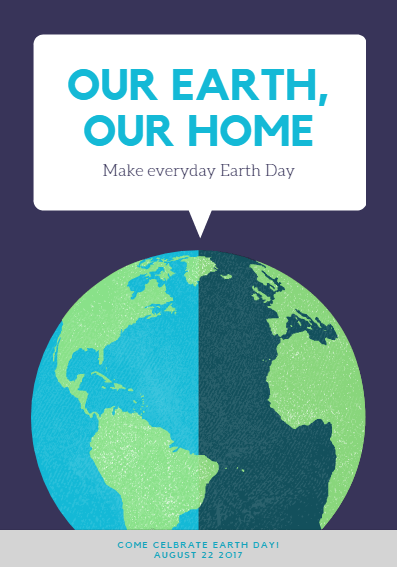 OUR EARTH,
OUR HOME
Make everyday Earth Day
COME CELBRATE EARTH DAY!
AUGUST 22 2017